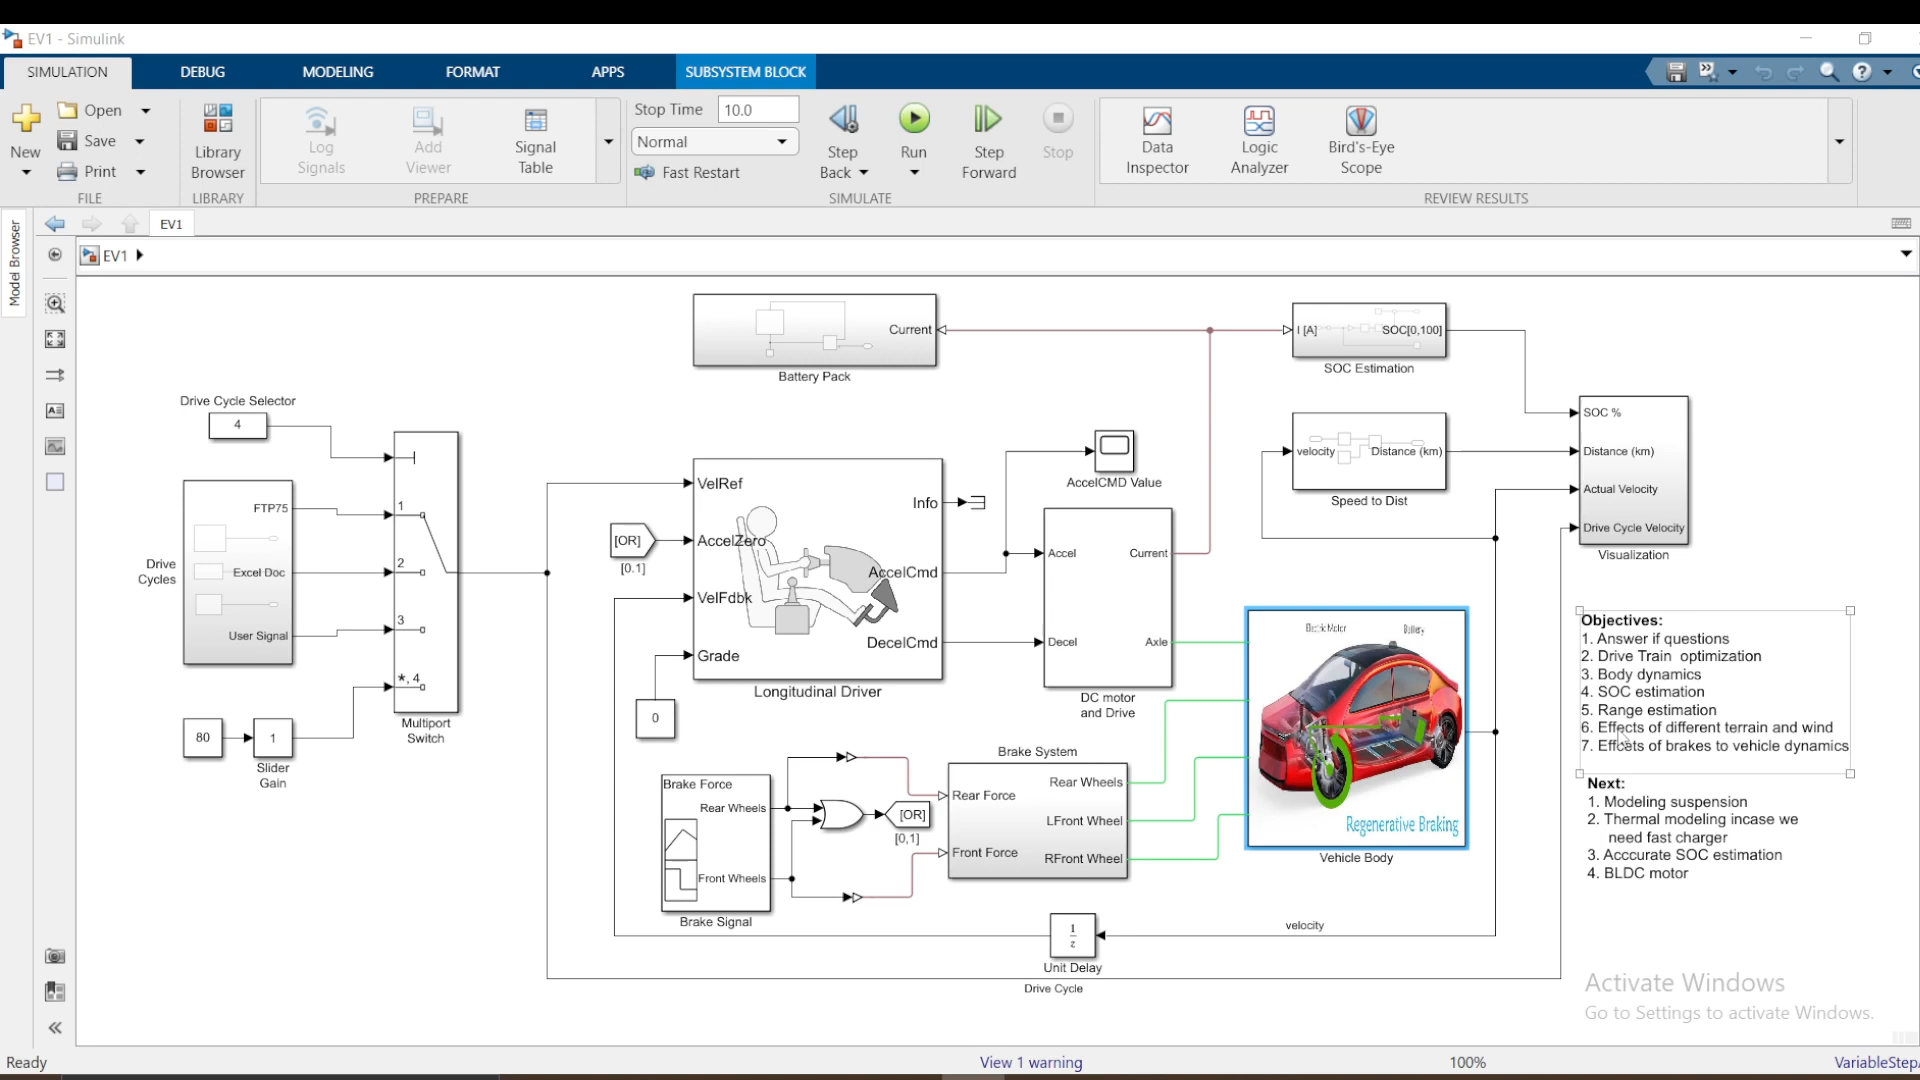 EV1 - Simulink
SIMULATION
DEBUG
MODELING
FORMAT
APPS
SUBSYSTEM BLOCK
New
Open
Save
Print
FILE
Library
Browser
LIBRARY
Log
Signals
Add
Viewer
Signal
Table
PREPARE
Stop Time 10.0
Normal
Fast Restart
Step
Back
Run
Step
Forward
Stop
SIMULATE
Data
Inspector
Logic
Analyzer
Bird's-Eye
Scope
REVIEW RESULTS
Model Browser
EV1
EV1
Current
Battery Pack
I [A]
SOC[0,100]
SOC Estimation
Drive Cycle Selector
4
FTP75
Excel Doc
User Signal
Drive
Cycles
1
2
3
*, 4
Multiport
Switch
80
1
Slider
Gain
VelRef
AccelZero
VelFdbk
Grade
Info
AccelCmd
DecelCmd
Longitudinal Driver
[OR]
[0.1]
0
AccelCMD Value
Accel
Decel
Current
Axle
DC motor
and Drive
velocity
Distance (km)
Speed to Dist
SOC %
Distance (km)
Actual Velocity
Drive Cycle Velocity
Visualization
Brake Force
Rear Wheels
Front Wheels
Brake Signal
[OR]
[0,1]
Brake System
Rear Force
Front Force
Rear Wheels
LFront Wheel
RFront Wheel
Electric Motor
Battery
Regenerative Braking
Vehicle Body
1
z
Unit Delay
velocity
Drive Cycle
Objectives:
1. Answer if questions
2. Drive Train optimization
3. Body dynamics
4. SOC estimation
5. Range estimation
6. Effects of different terrain and wind
7. Effects of brakes to vehicle dynamics
Next:
1. Modeling suspension
2. Thermal modeling incase we
need fast charger
3. Acccurate SOC estimation
4. BLDC motor
Activate Windows
Go to Settings to activate Windows.
Ready
View 1 warning
100%
VariableStep